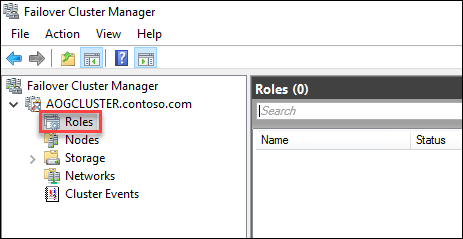 Failover Cluster Manager
File Action View Help
Failover Cluster Manager
AOGCLUSTER.contoso.com
Roles
Nodes
Storage
Networks
Cluster Events
Roles (0)
Search
Name Status